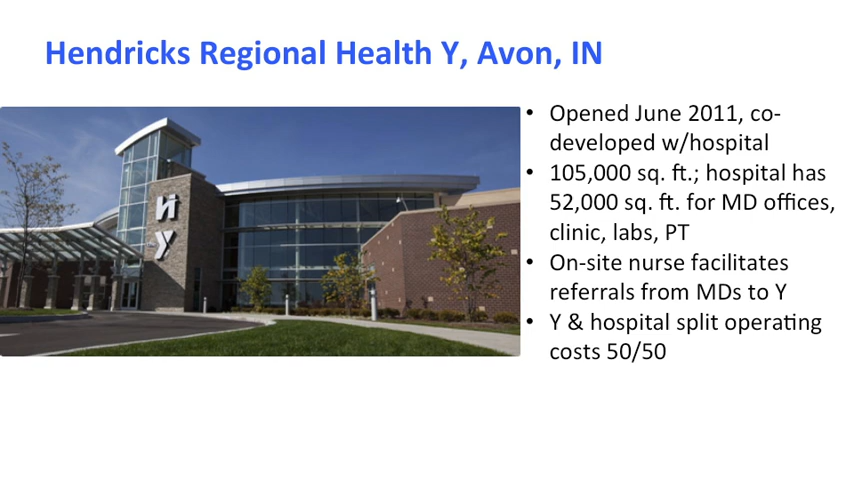 Hendricks Regional Health Y, Avon, IN
• Opened June 2011, co-
developed w/hospital
• 105,000 sq. ft.; hospital has
52,000 sq. ft. for MD offices,
clinic, labs, PT
• On-site nurse facilitates
referrals from MDs to Y
• Y & hospital split operating
costs 50/50